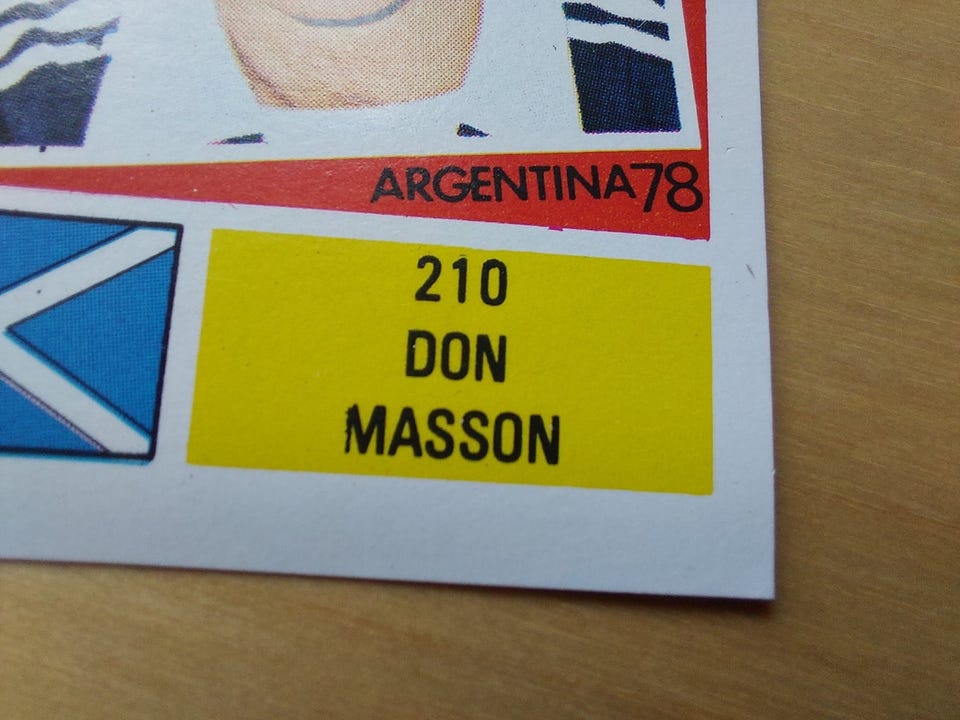 ARGENTINA78
210
DON
MASSON